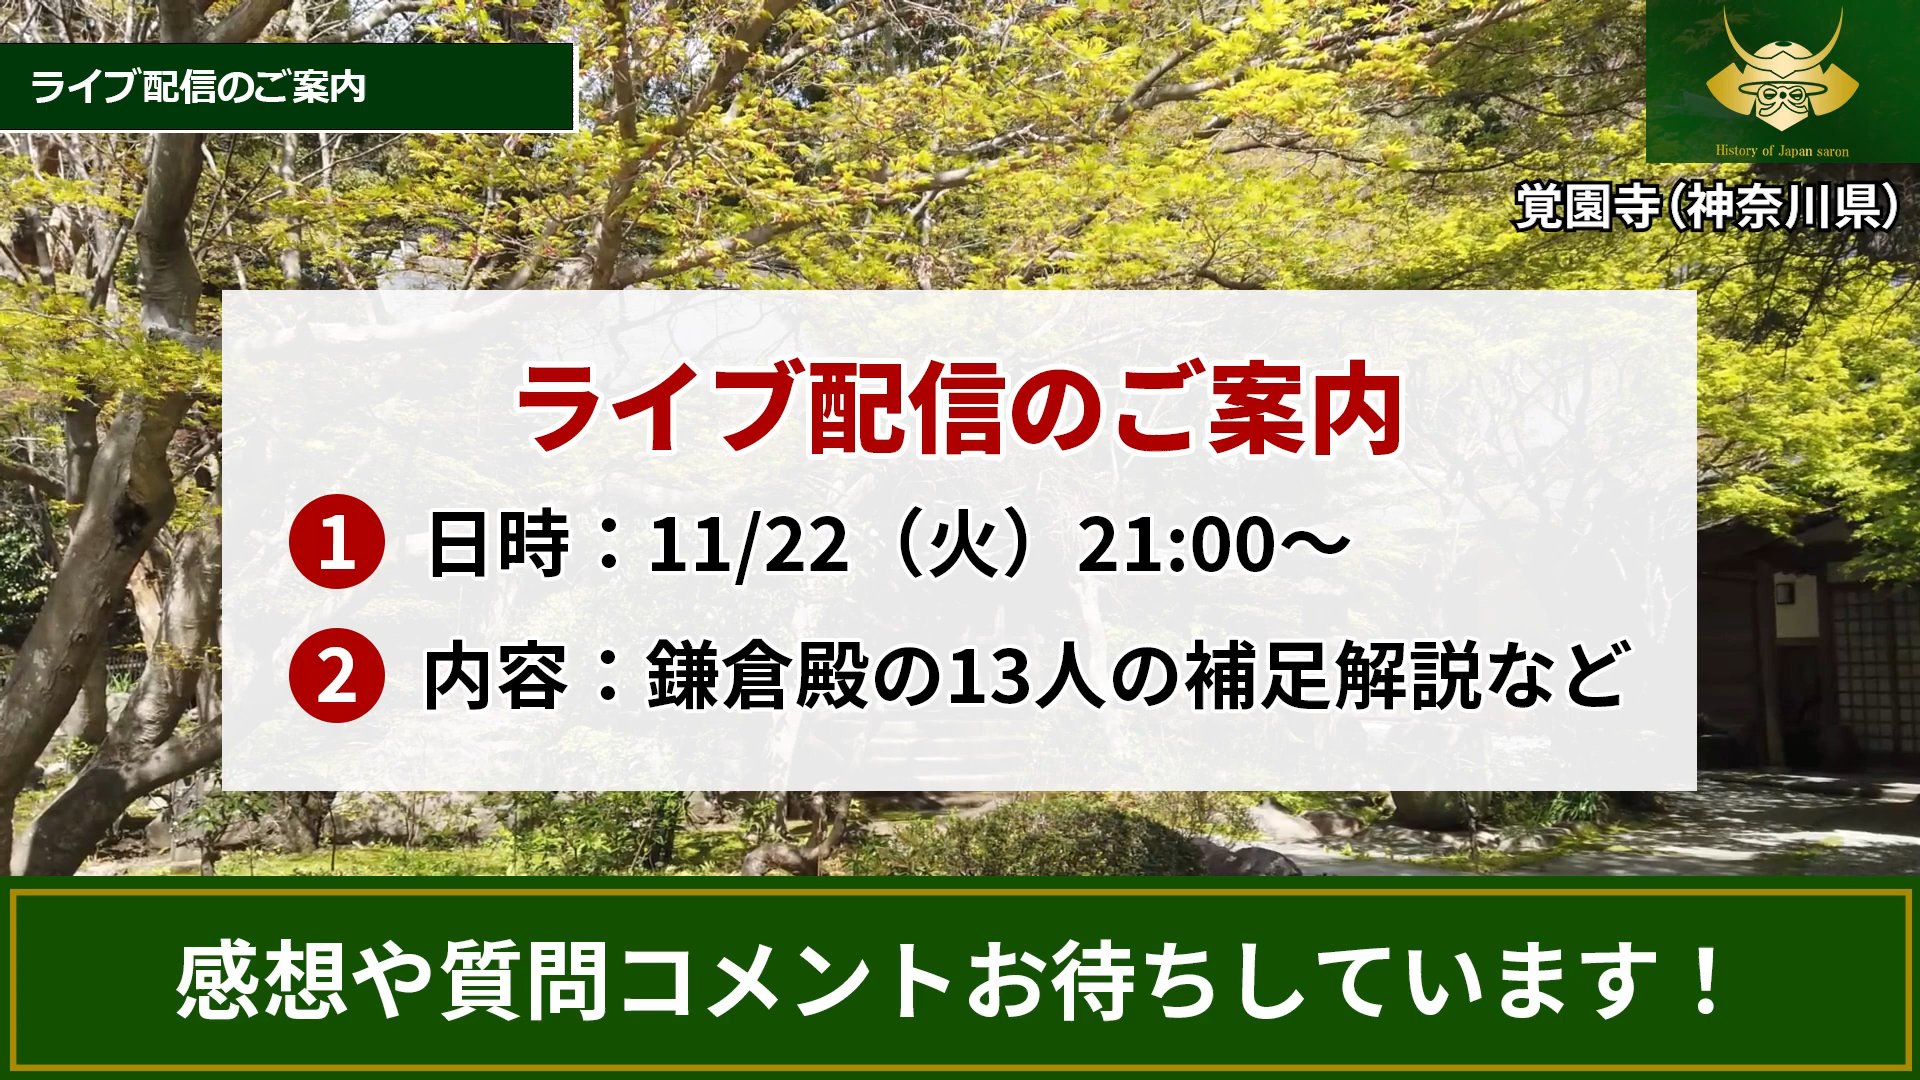 ライブ配信のご案内
History of Japan saron
覚園寺（神奈川県）
ライブ配信のご案内
1 日時：11/22（火）21:00～
2 内容：鎌倉殿の13人の補足解説など
感想や質問コメントお待ちしています！